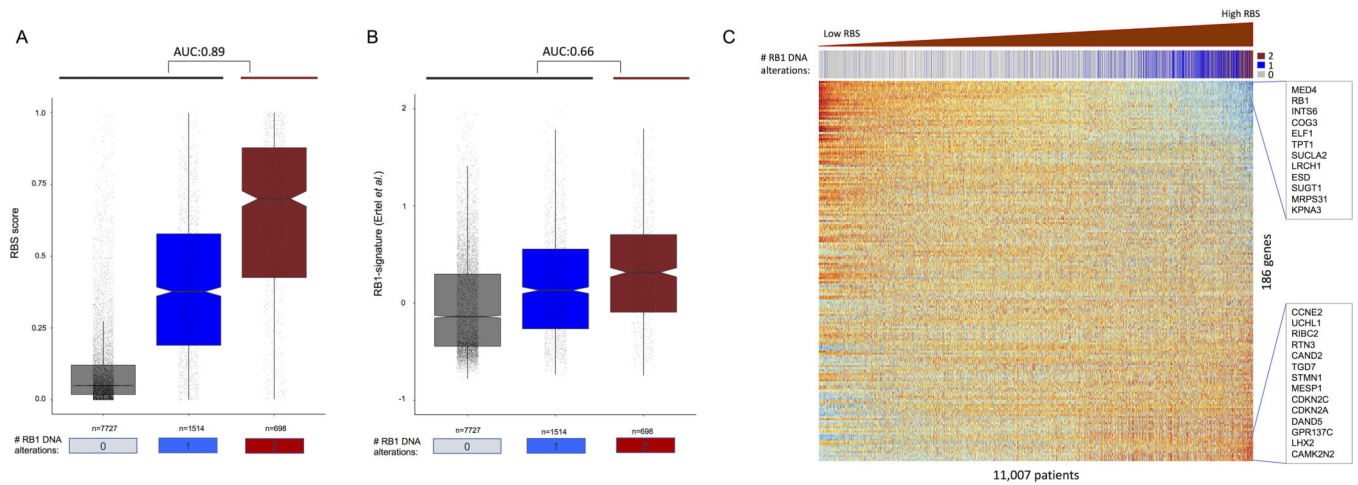 A
AUC:0.89
RBS score
1.0
0.75
0.5
0.25
0.0
n=7727
n=1514
n=698
# RB1 DNA
alterations:
0
1
2
B
AUC:0.66
RB1-signature (Ertel et al.)
2
1
0
-1
n=7727
n=1514
n=698
# RB1 DNA
alterations:
0
1
2
C
Low RBS
High RBS
# RB1 DNA
alterations:
2
1
0
MED4
RB1
INTS6
COG3
ELF1
TPT1
SUCLA2
LRCH1
ESD
SUGT1
MRPS31
KPNA3
186 genes
CCNE2
UCHL1
RIBC2
RTN3
CAND2
TGD7
STMN1
MESP1
CDKN2C
CDKN2A
DAND5
GPR137C
LHX2
CAMK2N2
11,007 patients